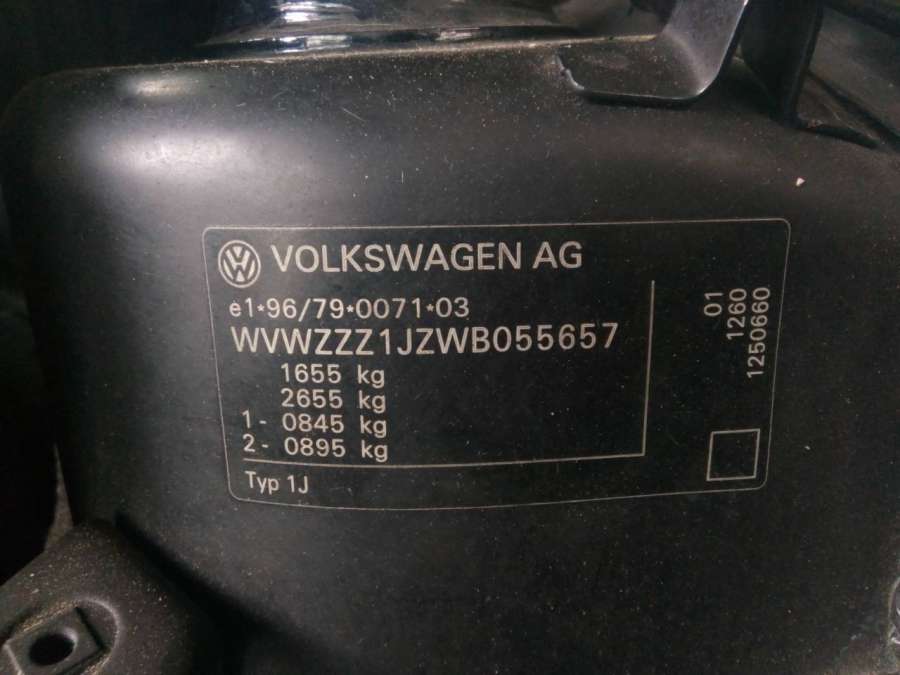 VOLKSWAGEN AG
e1*96/79*0071*03
WVWZZZ1JZWB055657
1655 kg
2655 kg
1- 0845 kg
2- 0895 kg
Typ 1J
01
1260
1250660